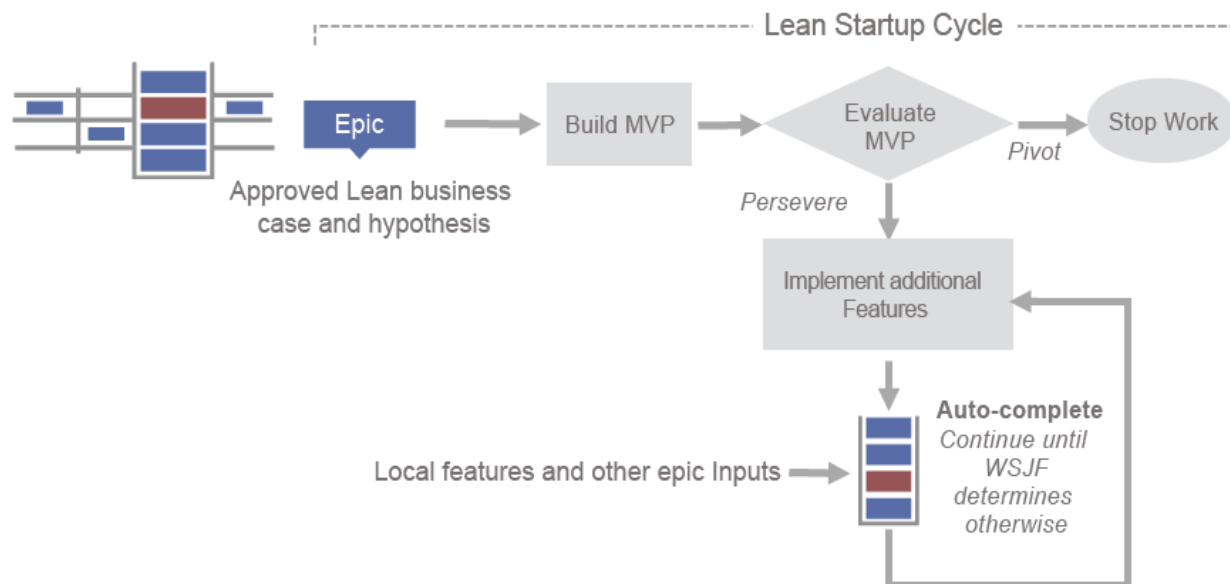 Lean Startup Cycle
Epic
Build MVP
Evaluate
MVP
Stop Work
Pivot
Approved Lean business
case and hypothesis
Persevere
Implement additional
Features
Auto-complete
Continue until
WSJF
determines
otherwise
Local features and other epic Inputs